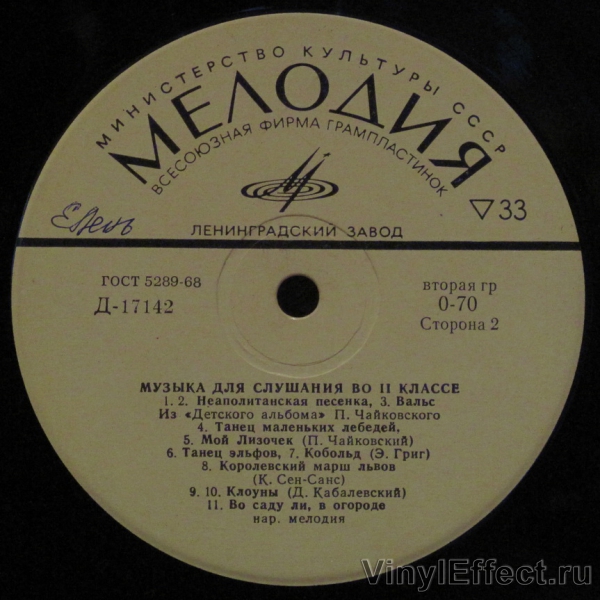 МИНИСТЕРСТВО КУЛЬТУРЫ СССР
МЕЛОДИЯ
ВСЕСОЮЗНАЯ ФИРМА ГРАМПЛАСТИНОК
▽ 33
ЛЕНИНГРАДСКИЙ ЗАВОД
ГОСТ 5289-68
Д-17142
вторая гр
0-70
Сторона 2
МУЗЫКА ДЛЯ СЛУШАНИЯ ВО II КЛАССЕ
1. 2. Неаполитанская песенка, 3. Вальс
Из «Детского альбома» П. Чайковского
4. Танец маленьких лебедей,
5. Мой Лизочек (П. Чайковский)
6. Танец эльфов, 7. Кобольд (Э. Григ)
8. Королевский марш львов
(К. Сен-Санс)
9. 10. Клоуны (Д. Кабалевский)
11. Во саду ли, в огороде
нар. мелодия
VinylEffect.ru